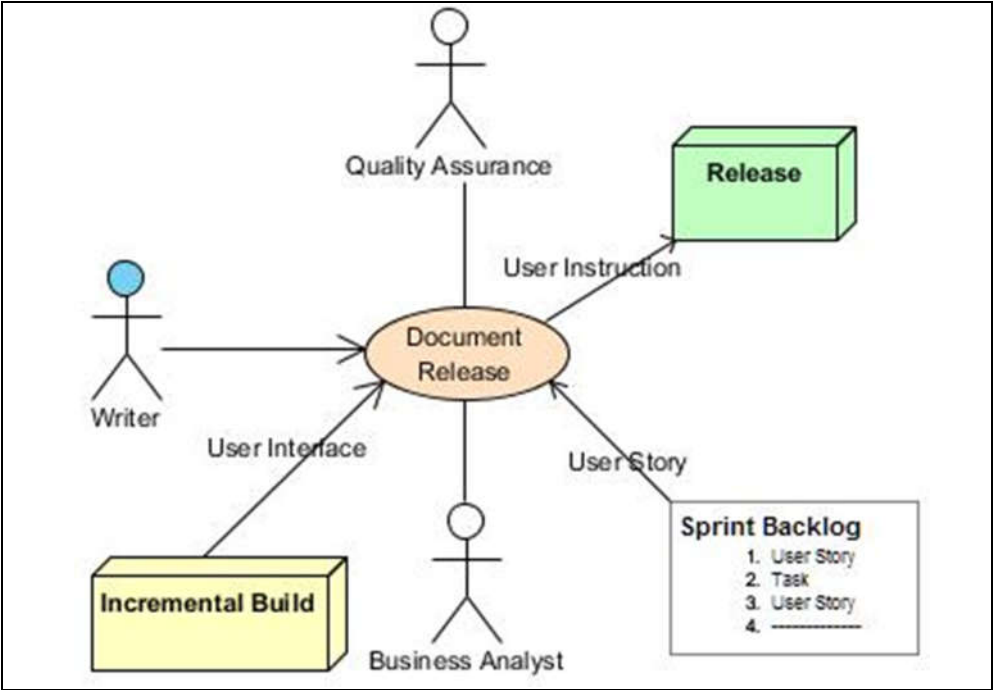 Quality Assurance
Release
User Instruction
Document
Release
Writer
User Interface
User Story
Sprint Backlog
1. User Story
2. Task
3. User Story
4. -------------
Incremental Build
Business Analyst